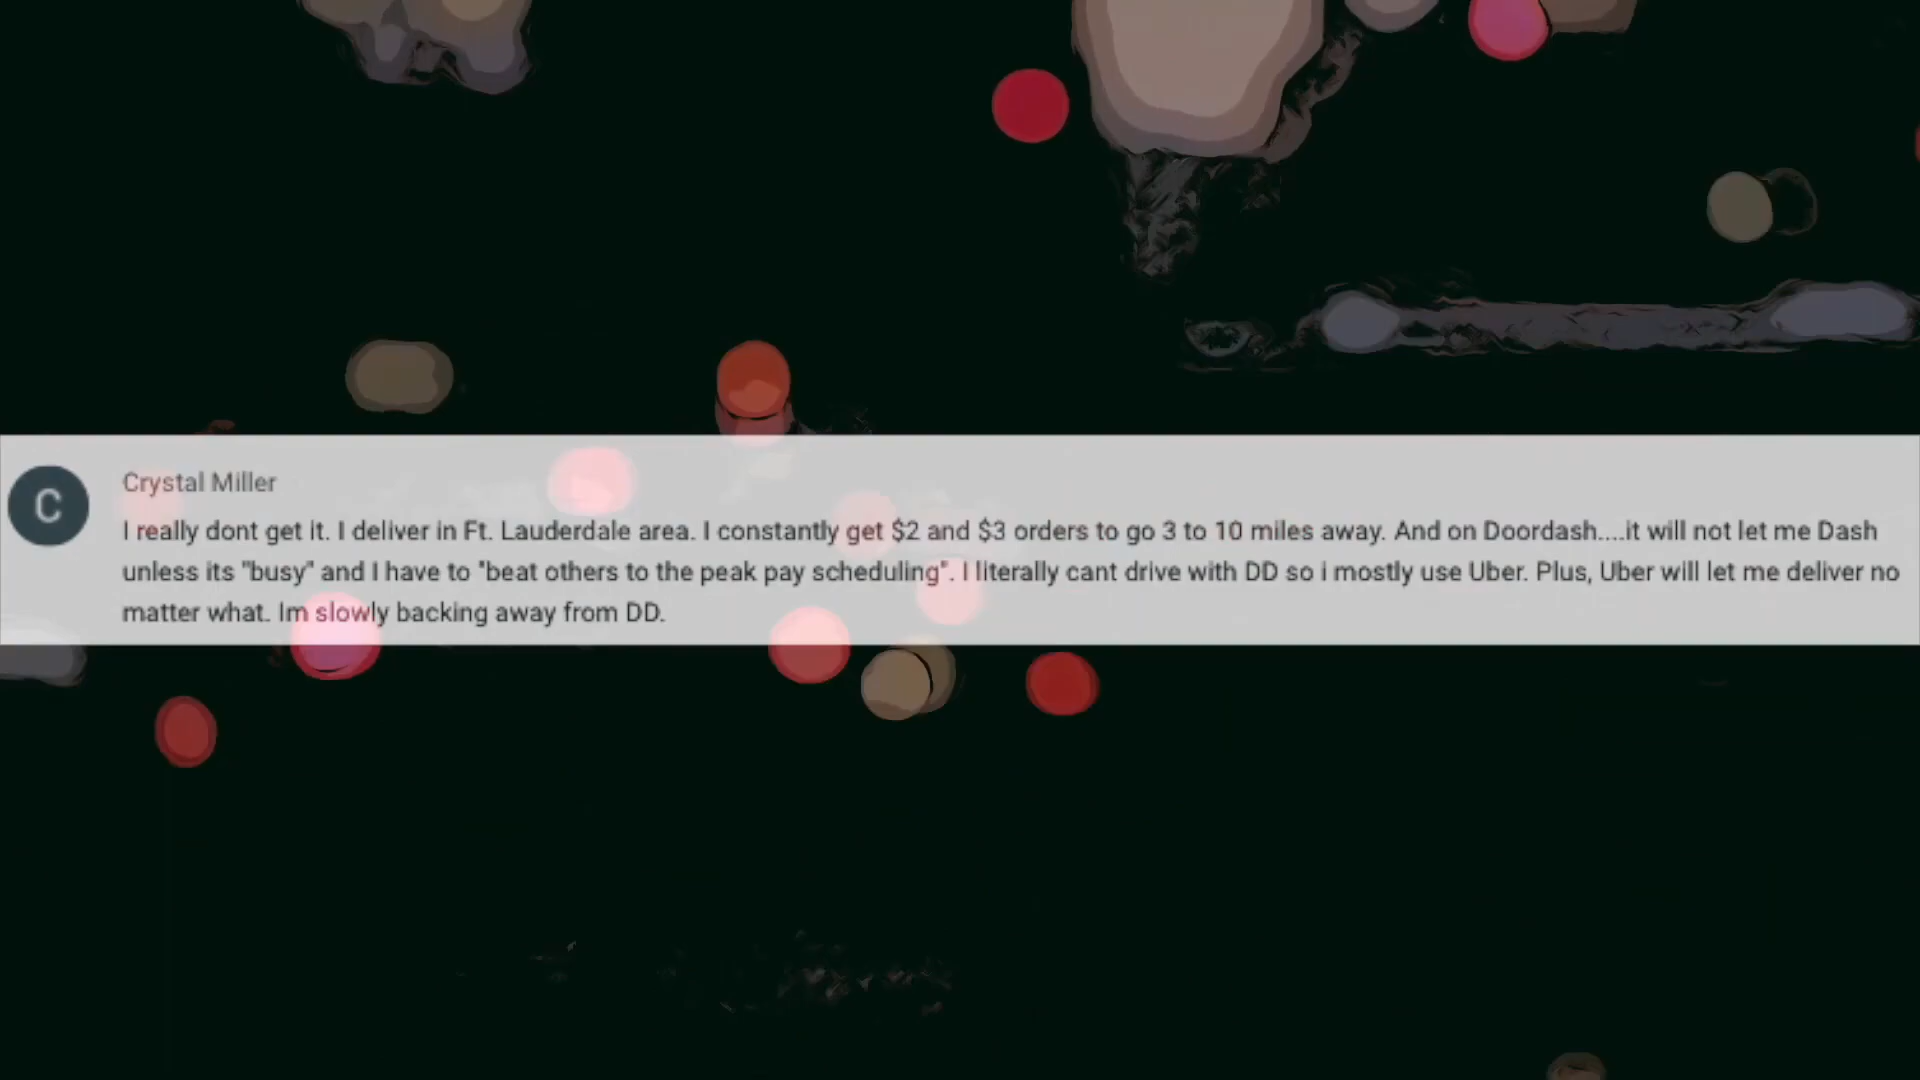 C
Crystal Miller
I really dont get it. I deliver in Ft. Lauderdale area. I constantly get $2 and $3 orders to go 3 to 10 miles away. And on Doordash....it will not let me Dash
unless its "busy" and I have to "beat others to the peak pay scheduling". I literally cant drive with DD so i mostly use Uber. Plus, Uber will let me deliver no
matter what. Im slowly backing away from DD.